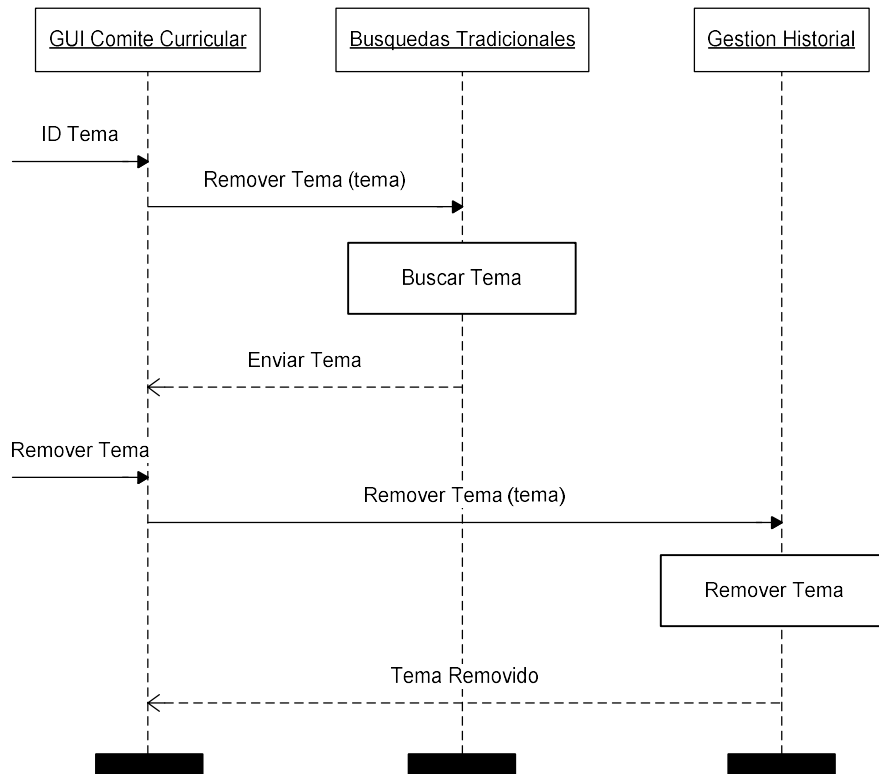 GUI Comite Curricular
Busquedas Tradicionales
Gestion Historial
ID Tema
Remover Tema (tema)
Buscar Tema
Enviar Tema
Remover Tema
Remover Tema (tema)
Remover Tema
Tema Removido